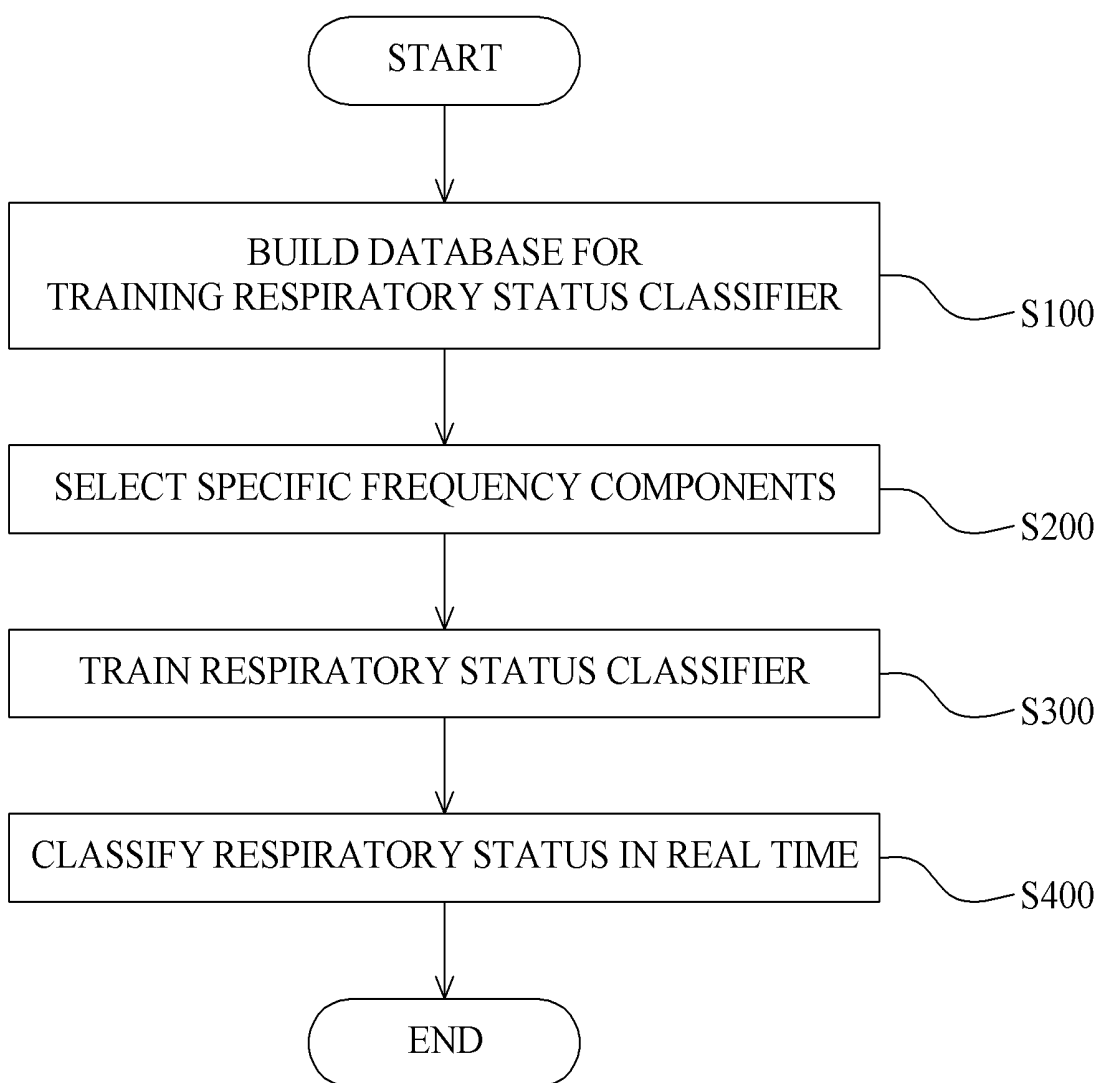 START
BUILD DATABASE FOR
TRAINING RESPIRATORY STATUS CLASSIFIER
S100
SELECT SPECIFIC FREQUENCY COMPONENTS
S200
TRAIN RESPIRATORY STATUS CLASSIFIER
S300
CLASSIFY RESPIRATORY STATUS IN REAL TIME
S400
END